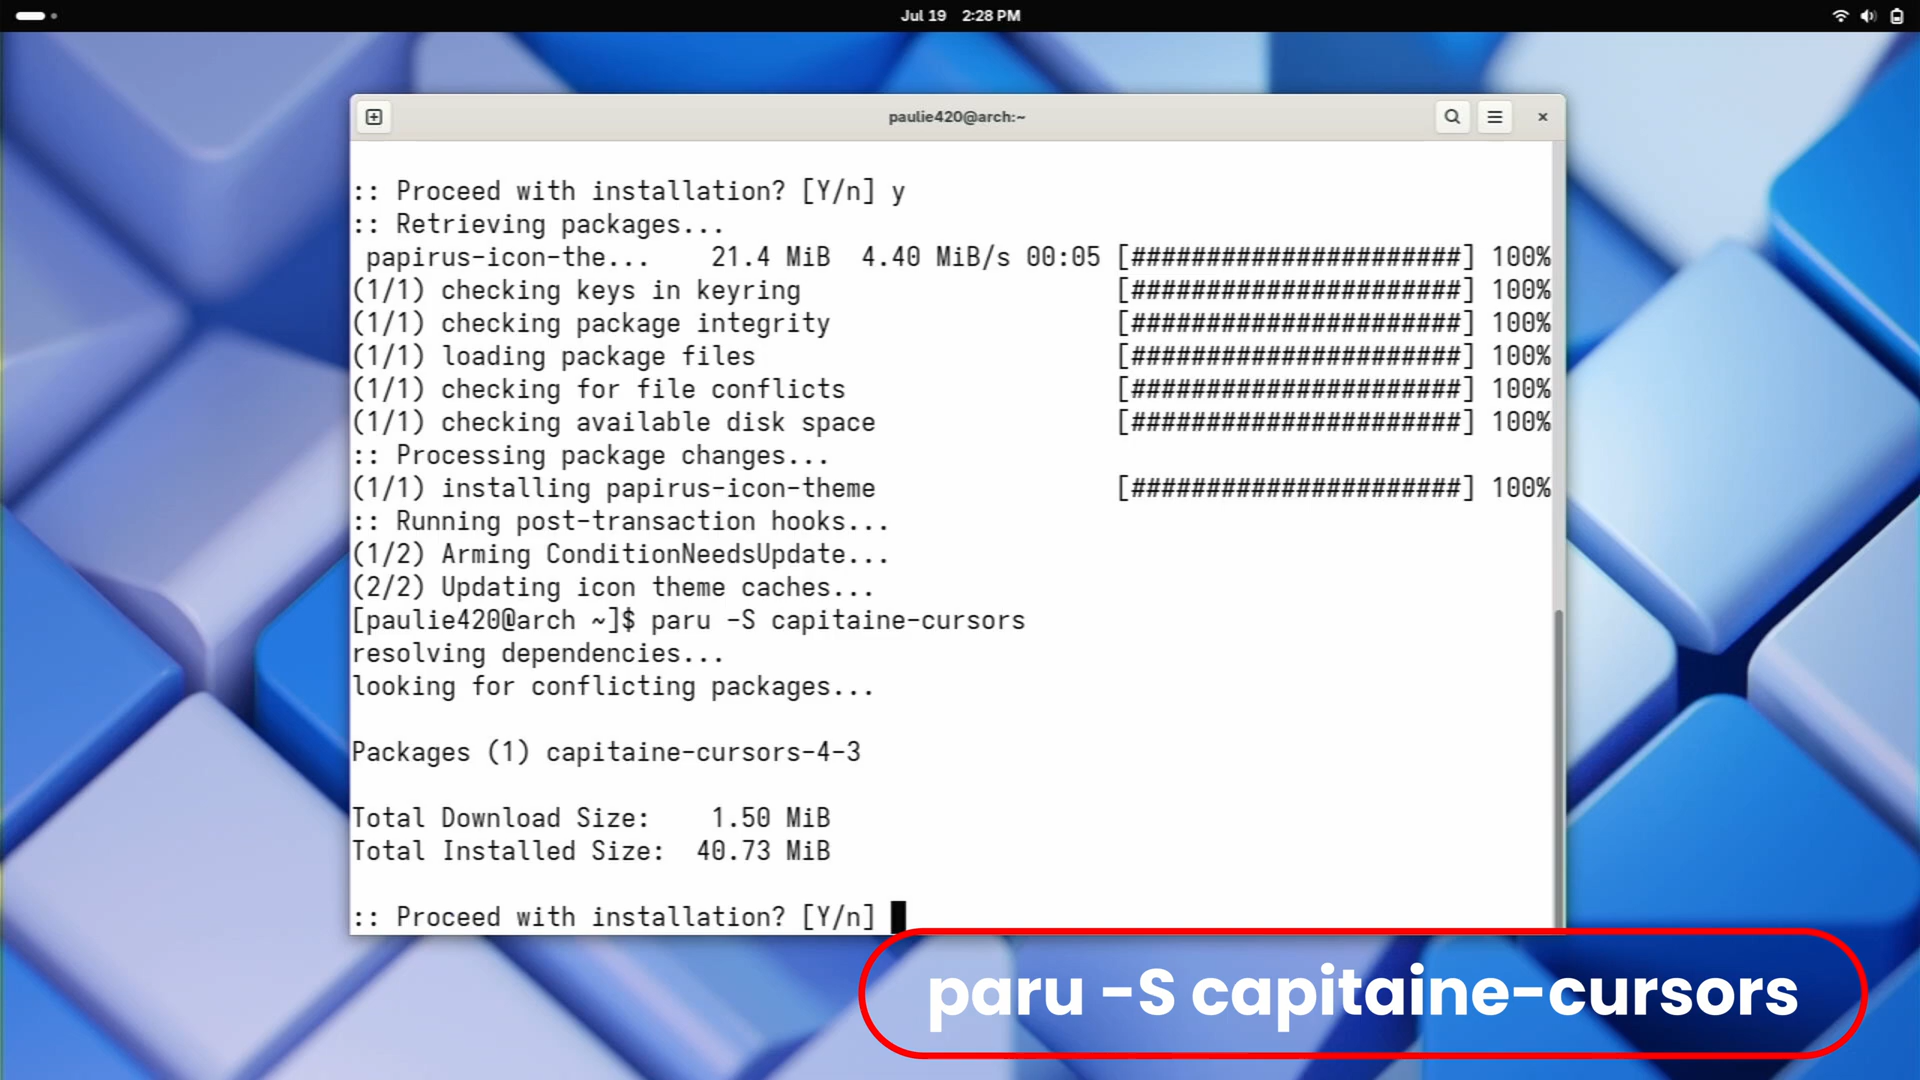 Jul 19 2:28 PM
paulie420@arch:~
:: Proceed with installation? [Y/n] y
:: Retrieving packages...
papirus-icon-the... 21.4 MiB 4.40 MiB/s 00:05 [######################] 100%
(1/1) checking keys in keyring [######################] 100%
(1/1) checking package integrity [######################] 100%
(1/1) loading package files [######################] 100%
(1/1) checking for file conflicts [######################] 100%
(1/1) checking available disk space [######################] 100%
:: Processing package changes...
(1/1) installing papirus-icon-theme [######################] 100%
:: Running post-transaction hooks...
(1/2) Arming ConditionNeedsUpdate...
(2/2) Updating icon theme caches...
[paulie420@arch ~]$ paru -S capitaine-cursors
resolving dependencies...
looking for conflicting packages...
Packages (1) capitaine-cursors-4-3
Total Download Size: 1.50 MiB
Total Installed Size: 40.73 MiB
:: Proceed with installation? [Y/n]
paru -S capitaine-cursors